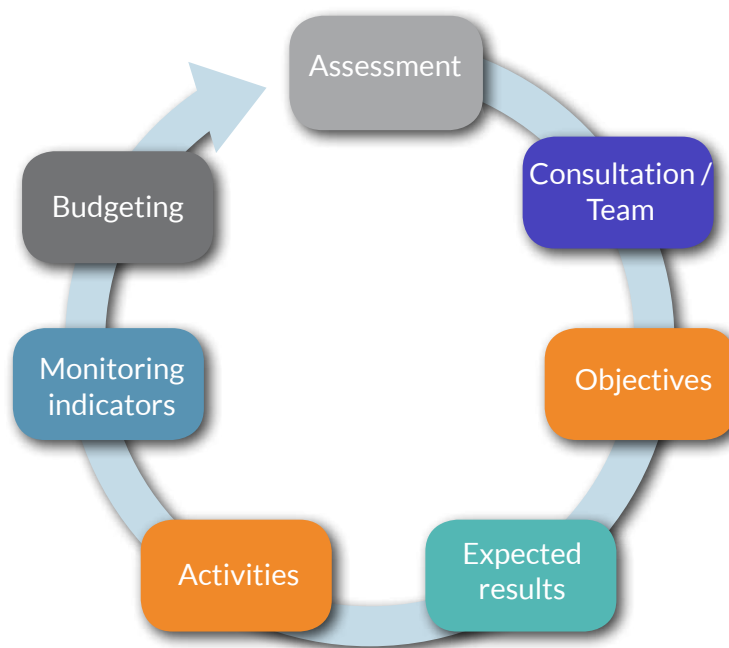 Assessment
Consultation /
Team
Objectives
Expected
results
Activities
Monitoring
indicators
Budgeting